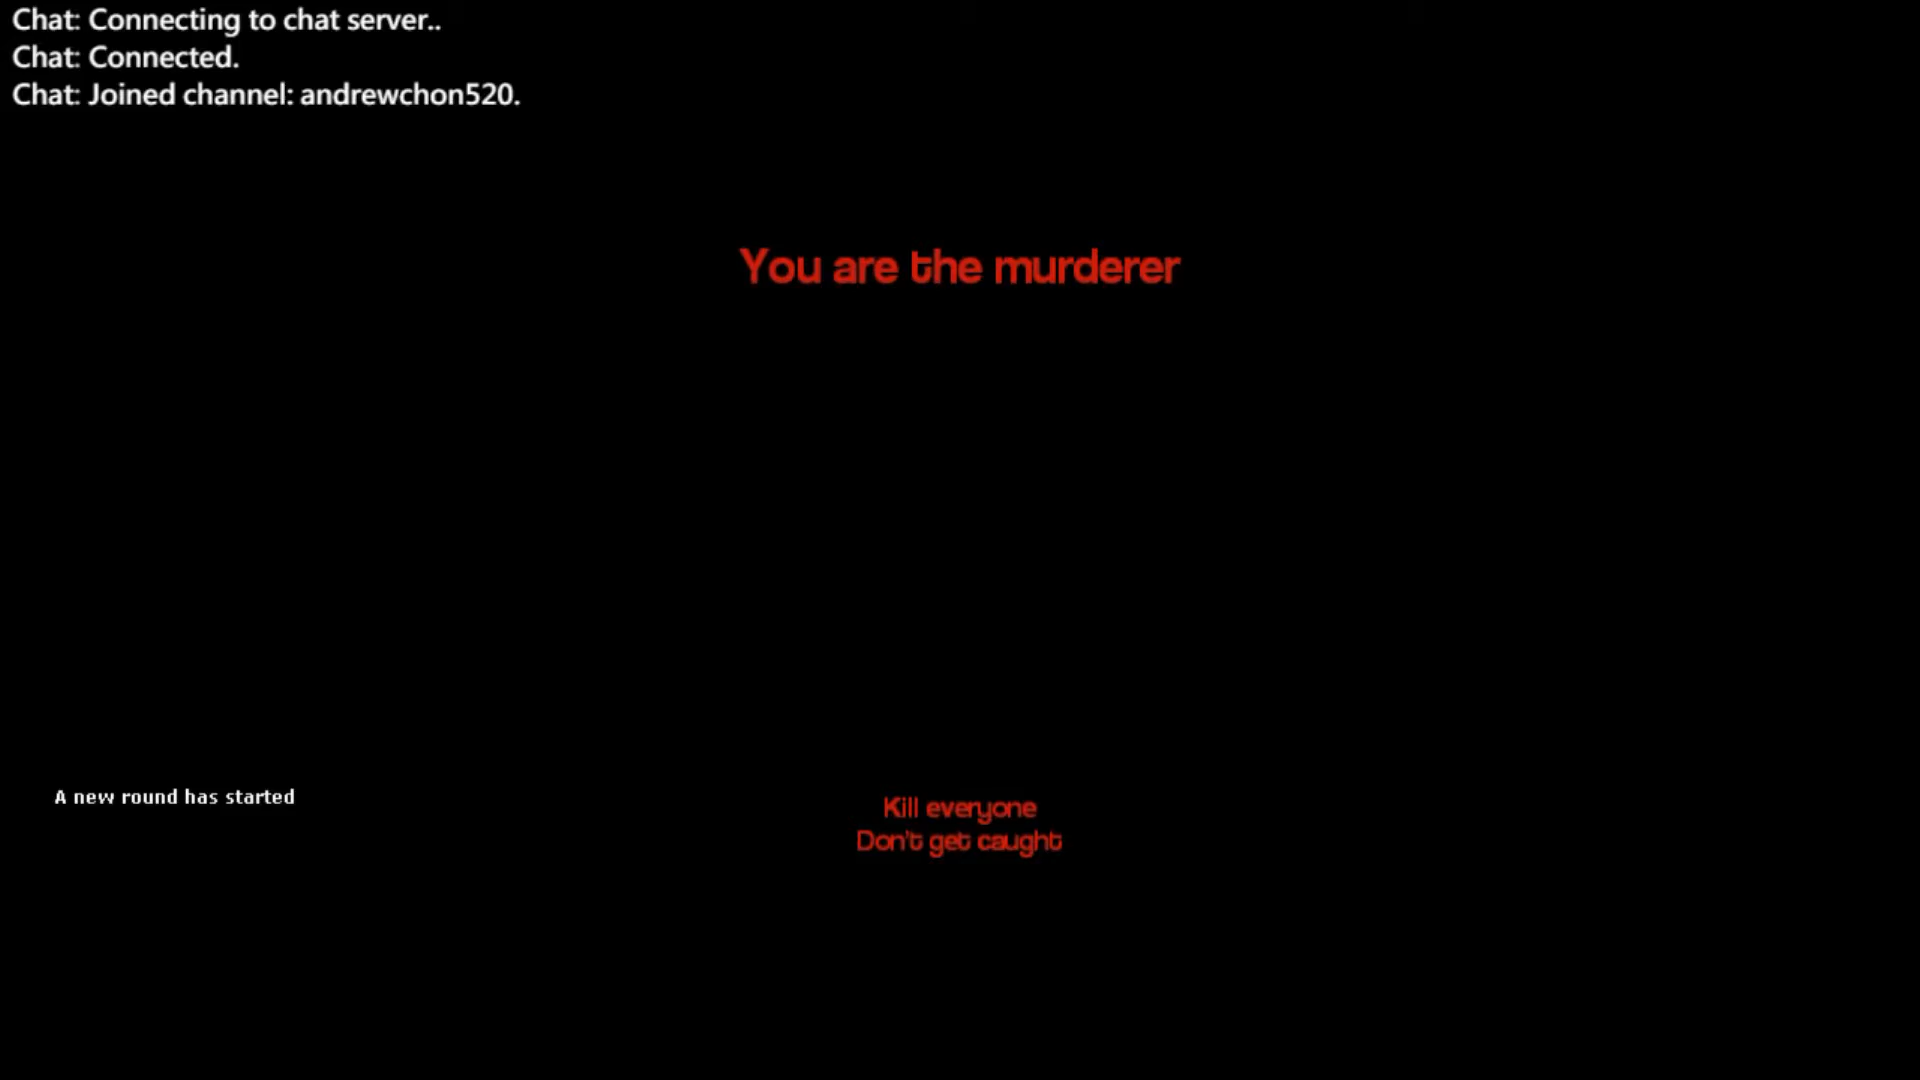 Chat: Connecting to chat server..
Chat: Connected.
Chat: Joined channel: andrewchon520.
You are the murderer
A new round has started
Kill everyone
Don't get caught